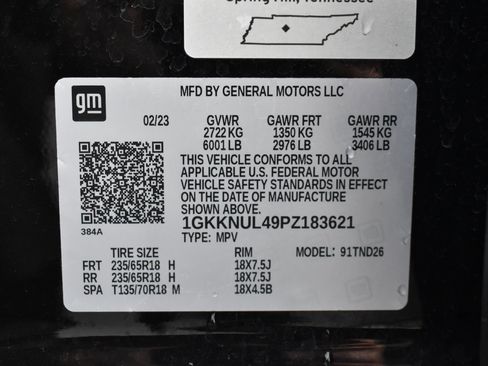 Spring Hill, Tennessee
gm
MFD BY GENERAL MOTORS LLC
02/23 GVWR GAWR FRT GAWR RR
2722 KG 1350 KG 1545 KG
6001 LB 2976 LB 3406 LB
THIS VEHICLE CONFORMS TO ALL
APPLICABLE U.S. FEDERAL MOTOR
VEHICLE SAFETY STANDARDS IN EFFECT
ON THE DATE OF MANUFACTURE
SHOWN ABOVE.
384A
1GKKNUL49PZ183621
TYPE: MPV
TIRE SIZE RIM MODEL: 91TND26
FRT 235/65R18 H 18X7.5J
RR 235/65R18 H 18X7.5J
SPA T135/70R18 M 18X4.5B